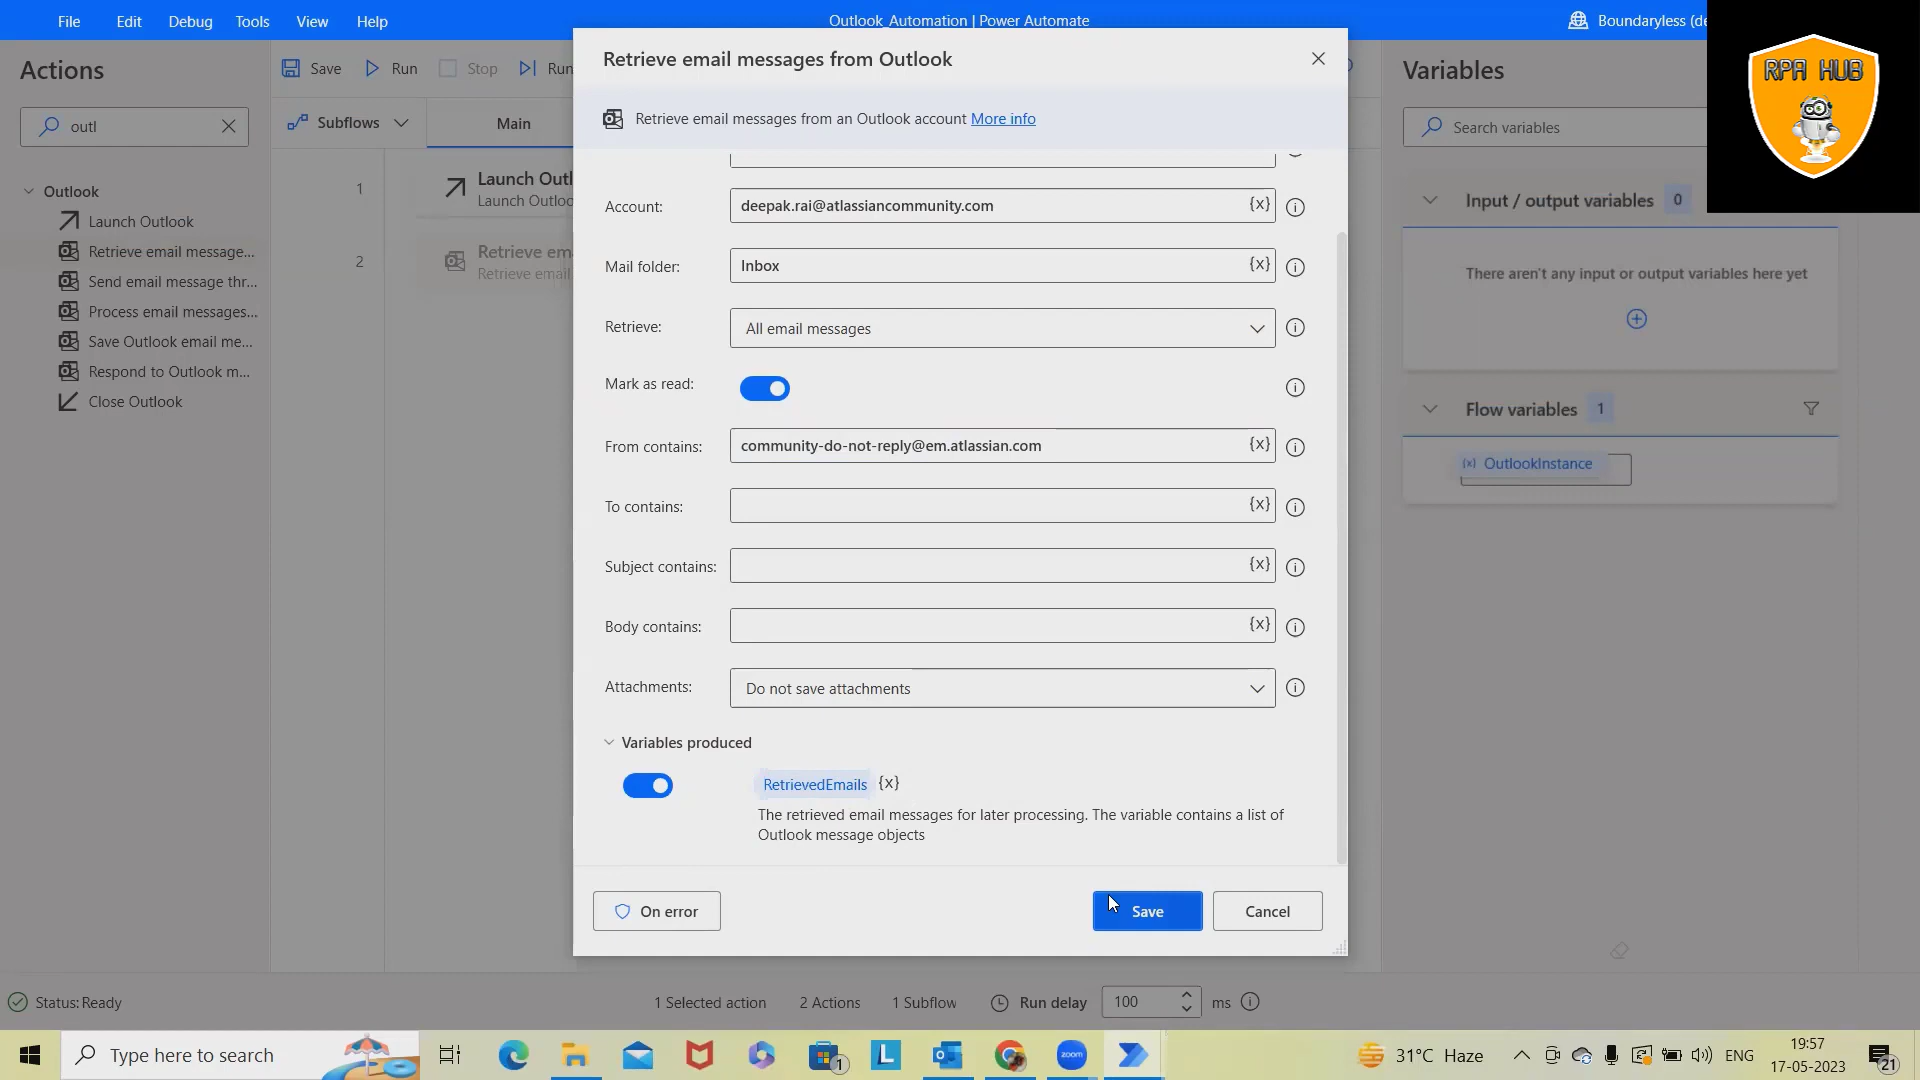 File Edit Debug Tools View Help
Outlook_Automation | Power Automate
Boundaryless (de
RPA HUB
Actions
outl
Outlook
Launch Outlook
Retrieve email message...
Send email message thr...
Process email messages...
Save Outlook email me...
Respond to Outlook m...
Close Outlook
Save Run Stop Run
Subflows Main
1
Launch Outl
Launch Outloo
2
Retrieve em
Retrieve email
Retrieve email messages from Outlook
Retrieve email messages from an Outlook account More info
Account: deepak.rai@atlassiancommunity.com {x}
Mail folder: Inbox {x}
Retrieve: All email messages
Mark as read:
From contains: community-do-not-reply@em.atlassian.com {x}
To contains: {x}
Subject contains: {x}
Body contains: {x}
Attachments: Do not save attachments
Variables produced
RetrievedEmails {x}
The retrieved email messages for later processing. The variable contains a list of
Outlook message objects
On error Save Cancel
Variables
Search variables
Input / output variables 0
There aren't any input or output variables here yet
Flow variables 1
{x} OutlookInstance
Status: Ready 1 Selected action 2 Actions 1 Subflow Run delay 100 ms
Type here to search
1
L
zoom
31°C Haze
ENG
19:57
17-05-2023
21